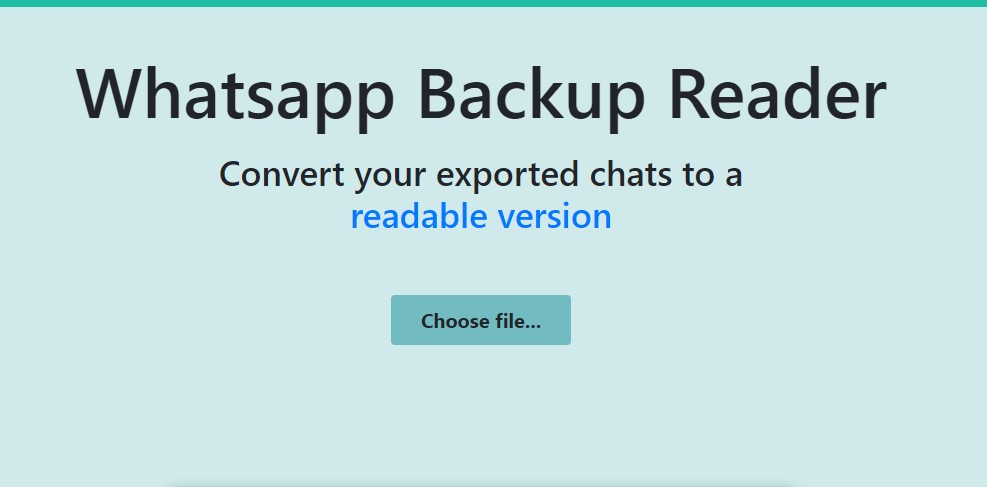 Whatsapp Backup Reader
Convert your exported chats to a
readable version
Choose file...